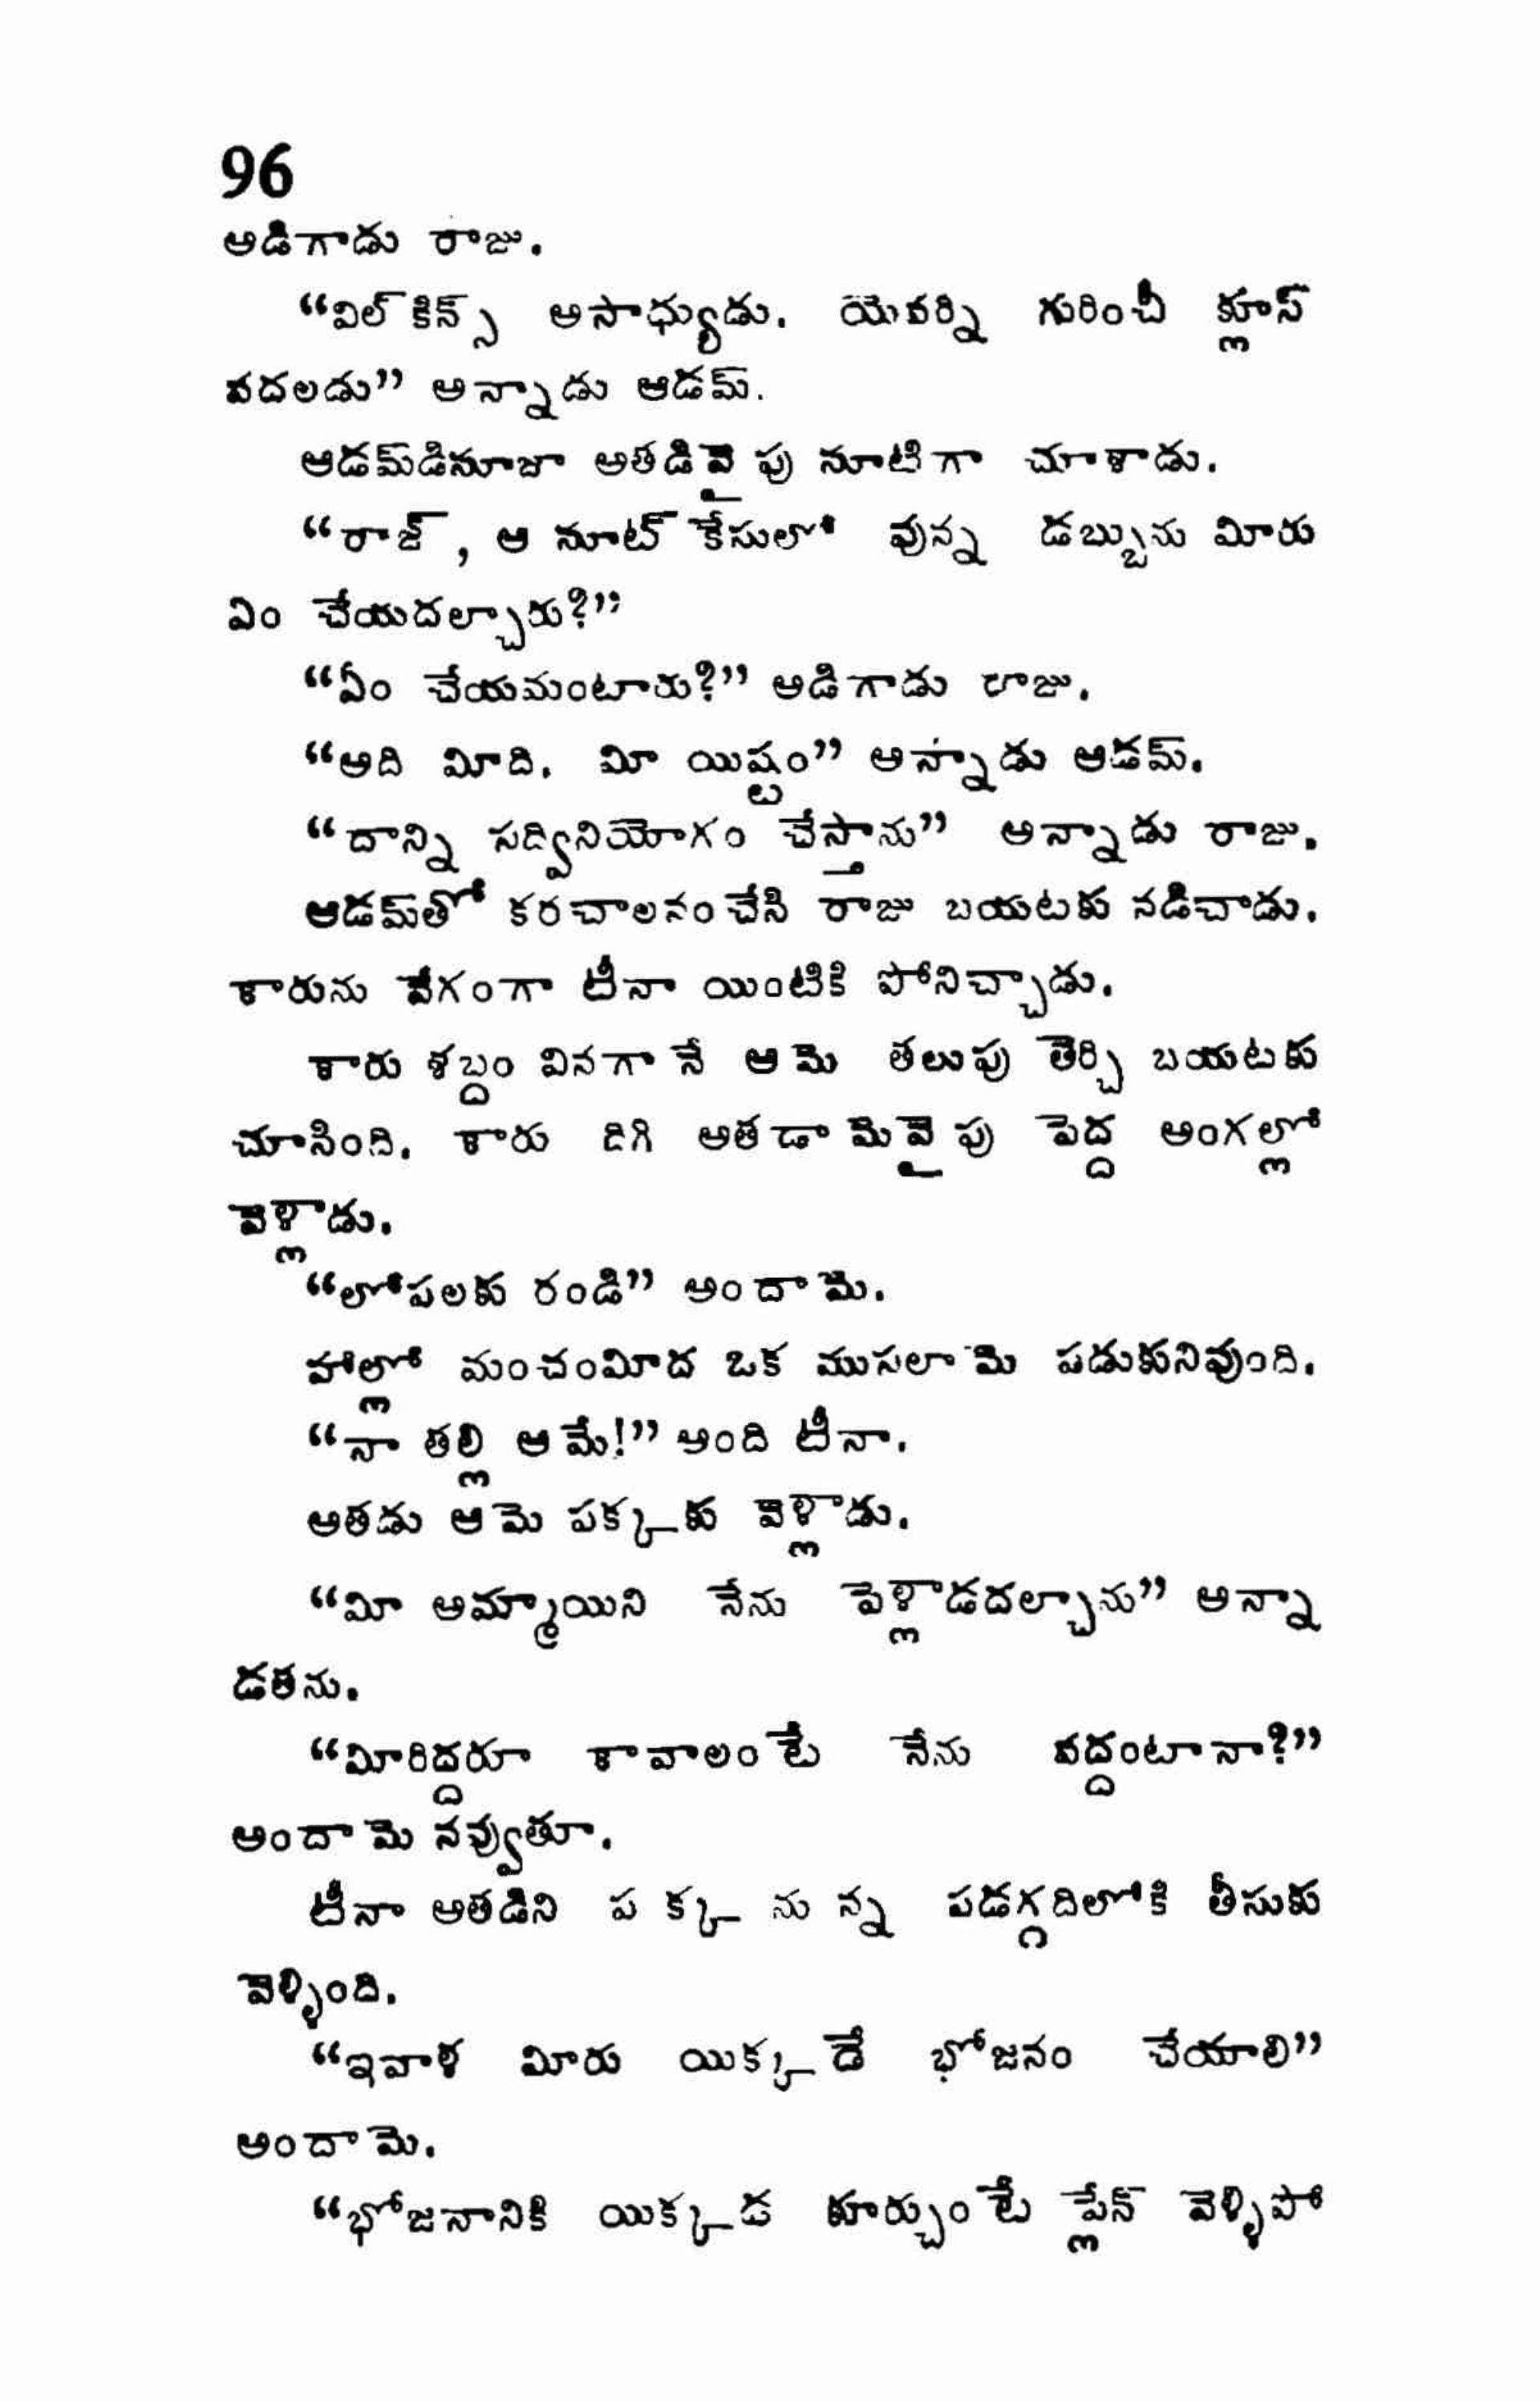 96
అడిగాడు రాజు.
“విల్ కిన్స్ అసాధ్యుడు. యెవర్ని గురించీ క్లూస్
వదలడు” అన్నాడు ఆడమ్.
ఆడమ్‌డిసూజా అతడివైపు సూటిగా చూశాడు.
“రాజ్, ఆ సూట్ కేసులో వున్న డబ్బును మీరు
ఏం చేయదల్చారు?”
“ఏం చేయమంటారు?” అడిగాడు రాజు.
“అది మీది. మీ యిష్టం” అన్నాడు ఆడమ్.
“దాన్ని సద్వినియోగం చేస్తాను” అన్నాడు రాజు.
ఆడమ్‌తో కరచాలనంచేసి రాజు బయటకు నడిచాడు.
కారును వేగంగా టీనా యింటికి పోనిచ్చాడు.
కారు శబ్దం వినగానే ఆమె తలుపు తెర్చి బయటకు
చూసింది. కారు దిగి అతడామెవైపు పెద్ద అంగల్లో
వెళ్లాడు.
“లోపలకు రండి” అందామె.
హాల్లో మంచంమీద ఒక ముసలామె పడుకునివుంది.
“నా తల్లి ఆమే!” అంది టీనా.
అతడు ఆమె పక్కకు వెళ్లాడు.
“మీ అమ్మాయిని నేను పెళ్లాడదల్చాను” అన్నా
డతను.
“మీరిద్దరూ కావాలంటే నేను వద్దంటానా?”
అందామె నవ్వుతూ.
టీనా అతడిని పక్కనున్న పడగ్గదిలోకి తీసుకు
వెళ్ళింది.
“ఇవాళ మీరు యిక్కడే భోజనం చేయాలి”
అందామె.
“భోజనానికి యిక్కడ కూర్చుంటే ప్లేన్ వెళ్ళిపో